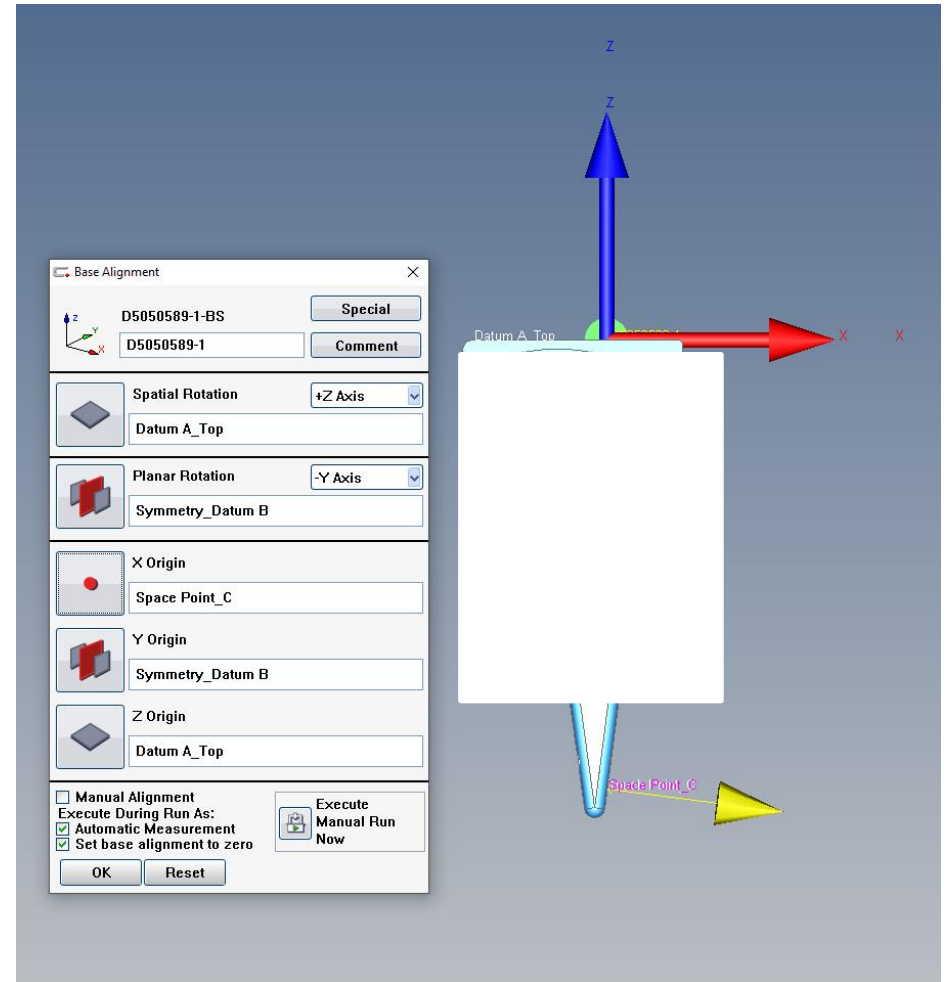 Z
Z
Datum A_Top
X
X
Space Point_C
Base Alignment
D5050589-1-BS
Special
Z
Y
X
D5050589-1
Comment
Spatial Rotation
+Z Axis
Datum A_Top
Planar Rotation
-Y Axis
Symmetry_Datum B
X Origin
Space Point_C
Y Origin
Symmetry_Datum B
Z Origin
Datum A_Top
Manual Alignment
Execute During Run As:
Automatic Measurement
Set base alignment to zero
Execute
Manual Run
Now
OK
Reset